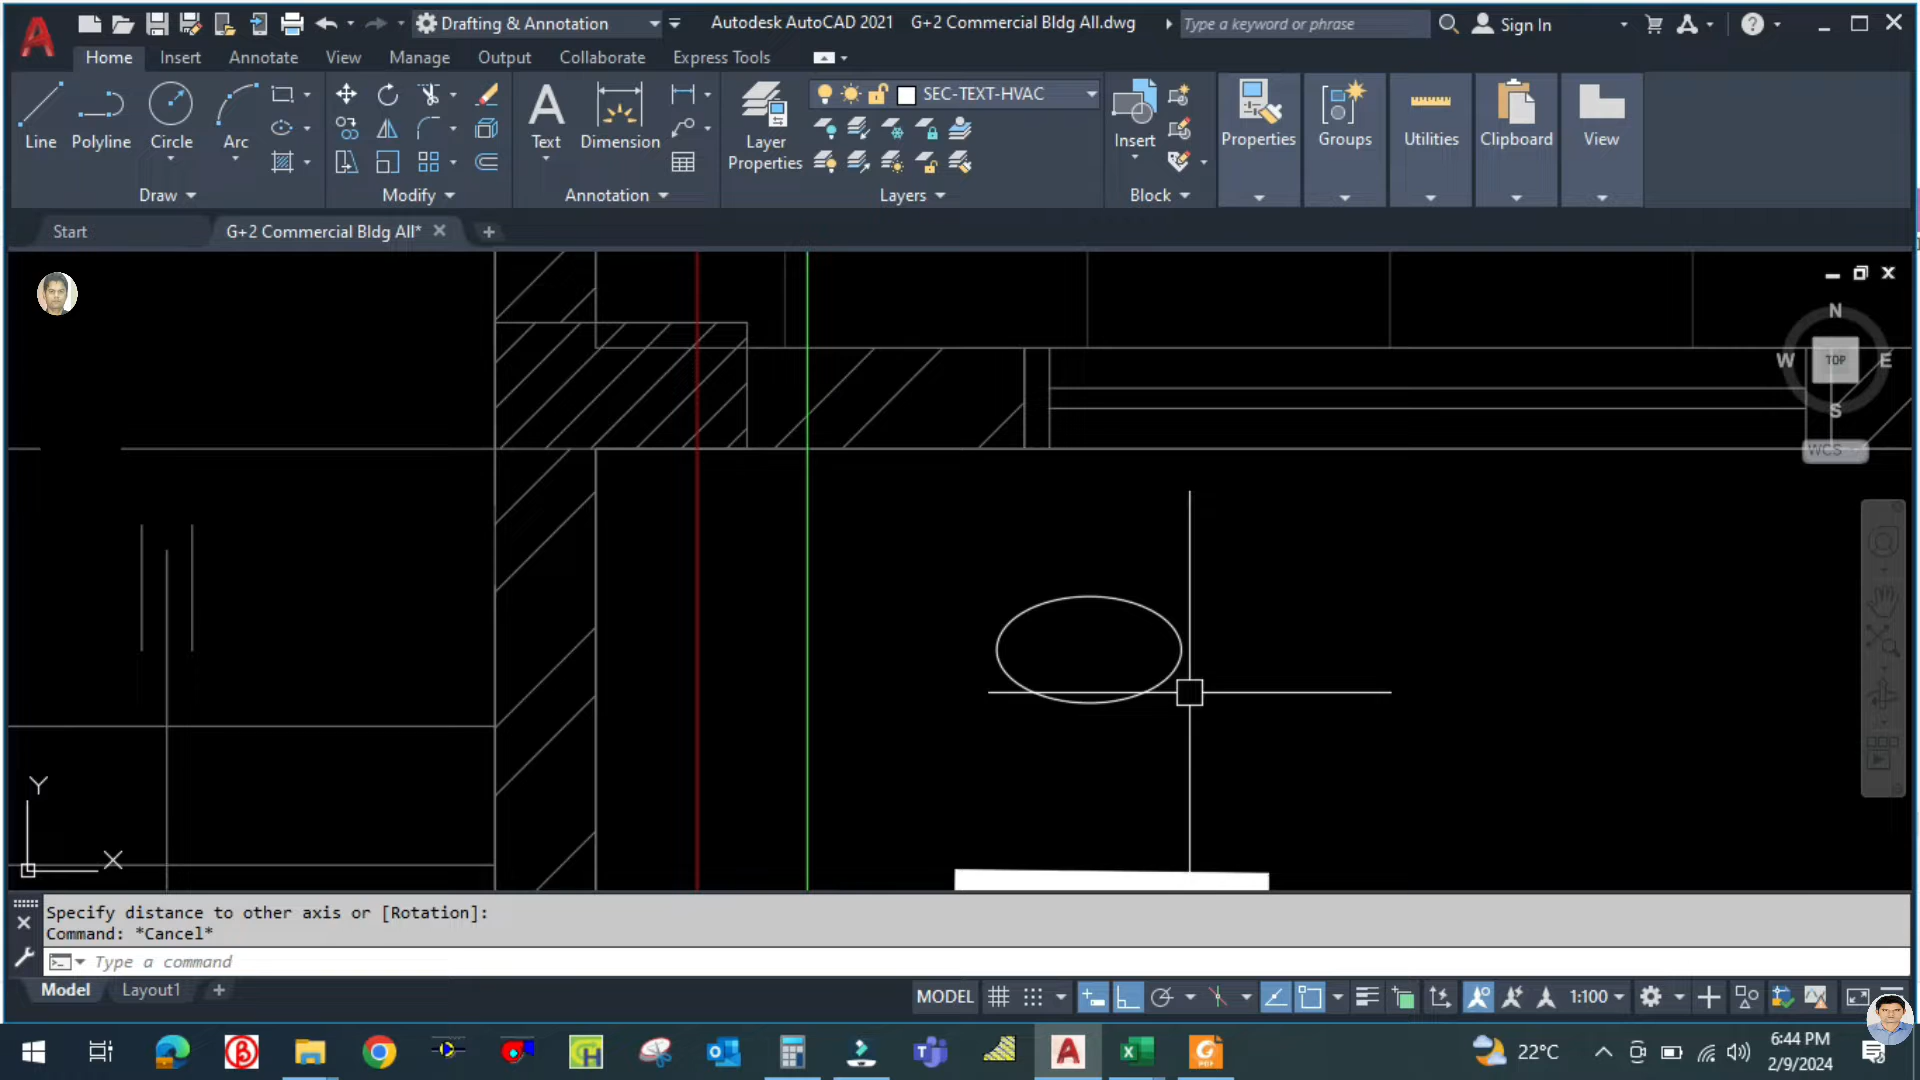 Drafting & Annotation
Autodesk AutoCAD 2021 G+2 Commercial Bldg All.dwg
Type a keyword or phrase
Sign In
Home Insert Annotate View Manage Output Collaborate Express Tools
SEC-TEXT-HVAC
Line Polyline Circle Arc
Text Dimension
Layer
Properties
Insert
Properties Groups Utilities Clipboard View
Draw Modify Annotation Layers Block
Start G+2 Commercial Bldg All*
N
W TOP E
S
WCS
Y
X
Specify distance to other axis or [Rotation]:
Command: *Cancel*
Type a command
Model Layout1
MODEL 1:100
22°C
6:44 PM
2/9/2024